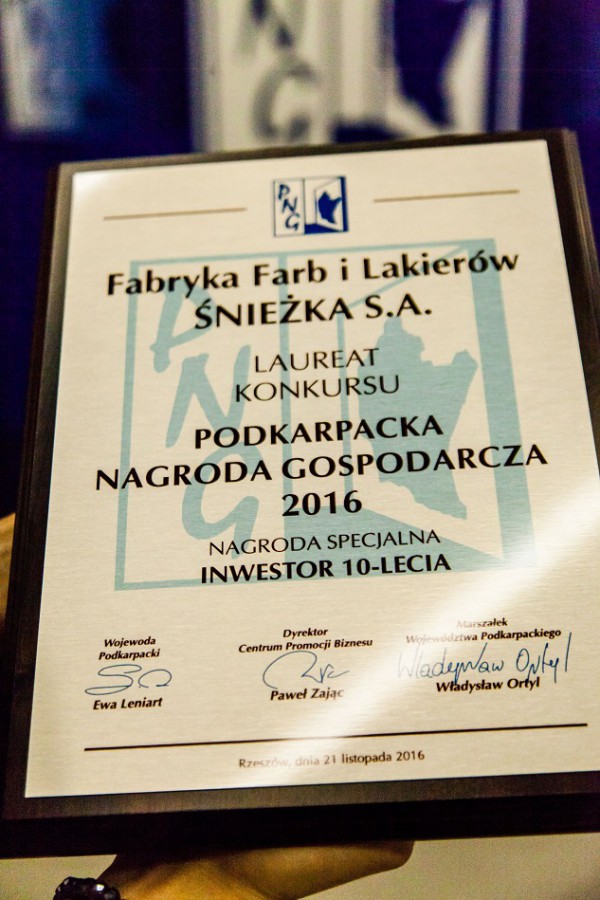 PNG
Fabryka Farb i Lakierów
ŚNIEŻKA S.A.
LAUREAT
KONKURSU
PODKARPACKA
NAGRODA GOSPODARCZA
2016
NAGRODA SPECJALNA
INWESTOR 10-LECIA
Wojewoda
Podkarpacki
Ewa Leniart
Dyrektor
Centrum Promocji Biznesu
Paweł Zając
Marszałek
Województwa Podkarpackiego
Władysław Ortyl
Władysław Ortyl
Rzeszów, dnia 21 listopada 2016
PNG